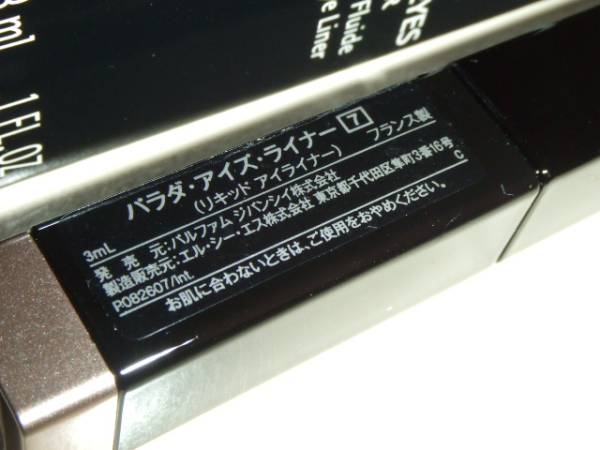 EYES
Fluide
e Liner
3 ml
1 FL.OZ
パラダ・アイズ・ライナー 7
(リキッド アイライナー) フランス製
3mL
発 売 元:パルファム ジバンシイ株式会社
製造販売元:エル・シー・エス株式会社 東京都千代田区隼町3番16号
P082607/Int. C
お肌に合わないときは、ご使用をおやめください。